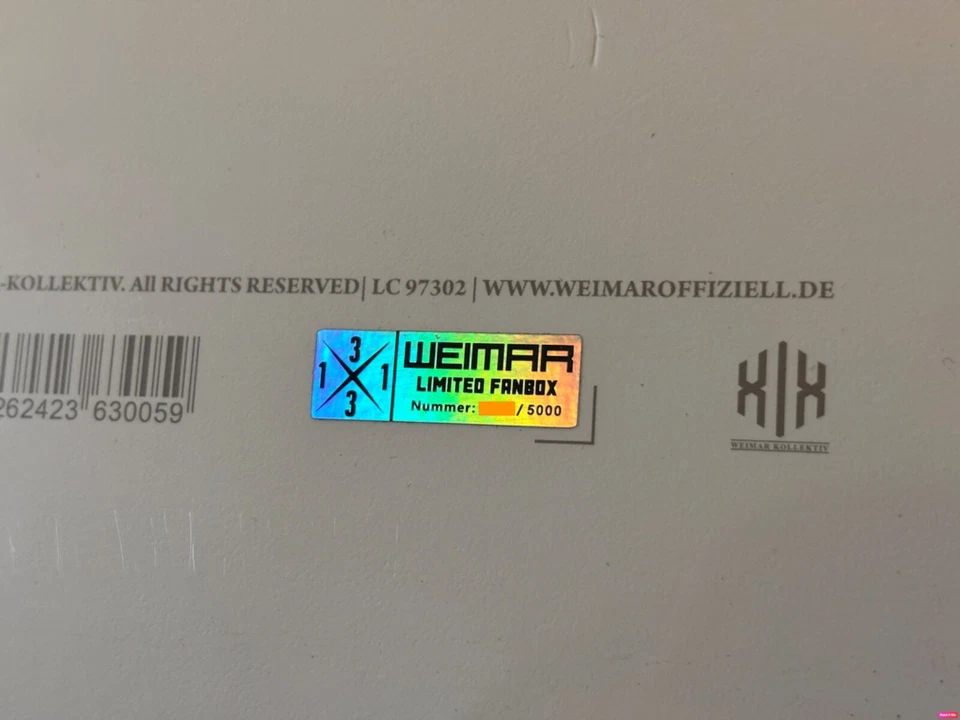 -KOLLEKTIV. All RIGHTS RESERVED| LC 97302 | WWW.WEIMAROFFIZIELL.DE
3
1 1
3
WEIMAR
LIMITED FANBOX
Nummer: / 5000
262423 630059
WEIMAR KOLLEKTIV